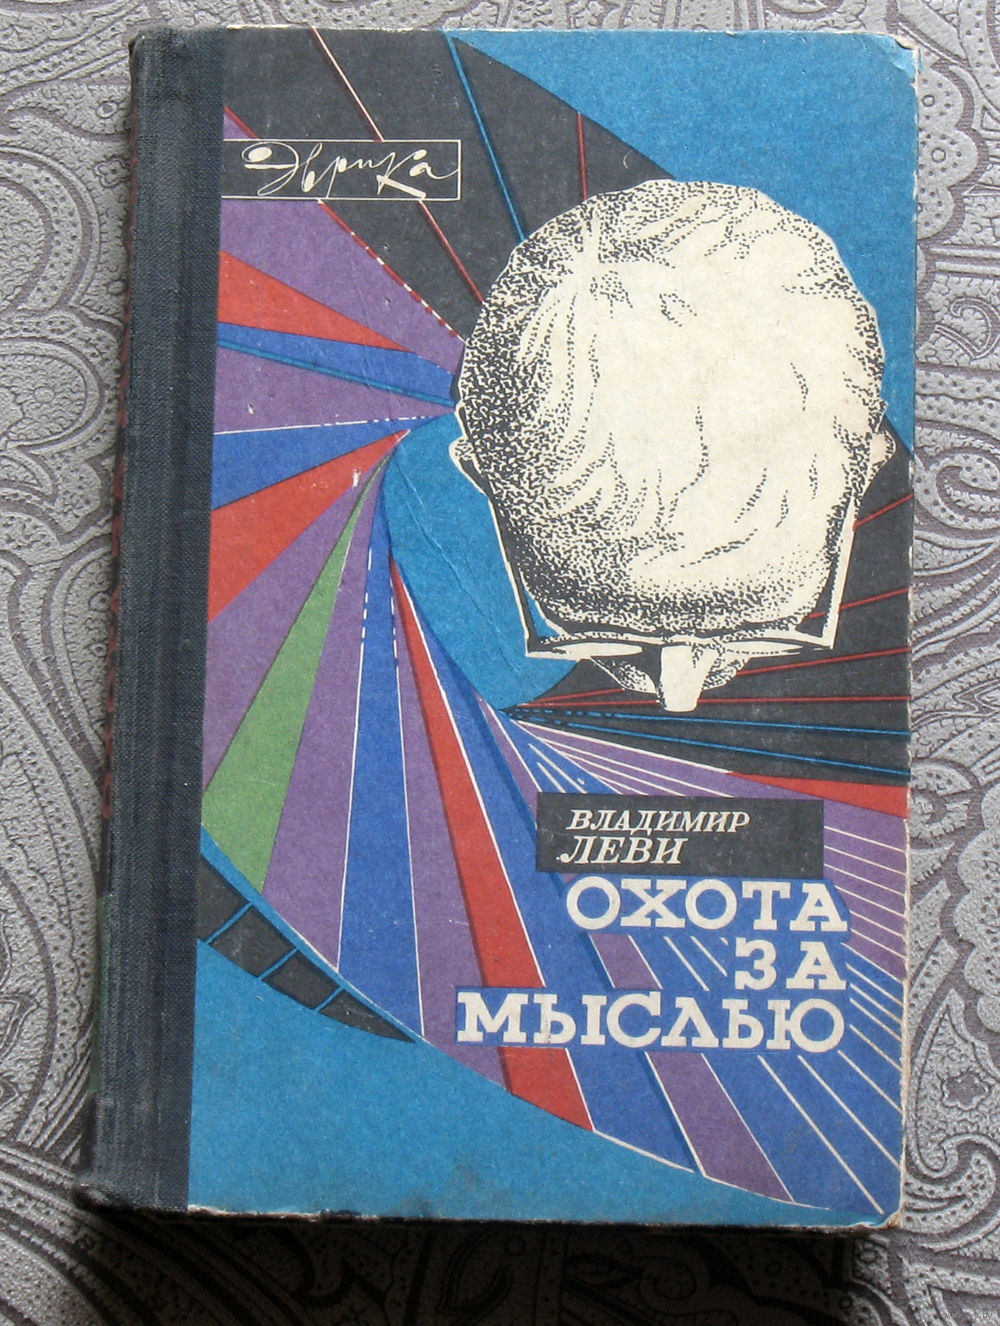 Эврика
ВЛАДИМИР
ЛЕВИ
ОХОТА
ЗА
МЫСЛЬЮ